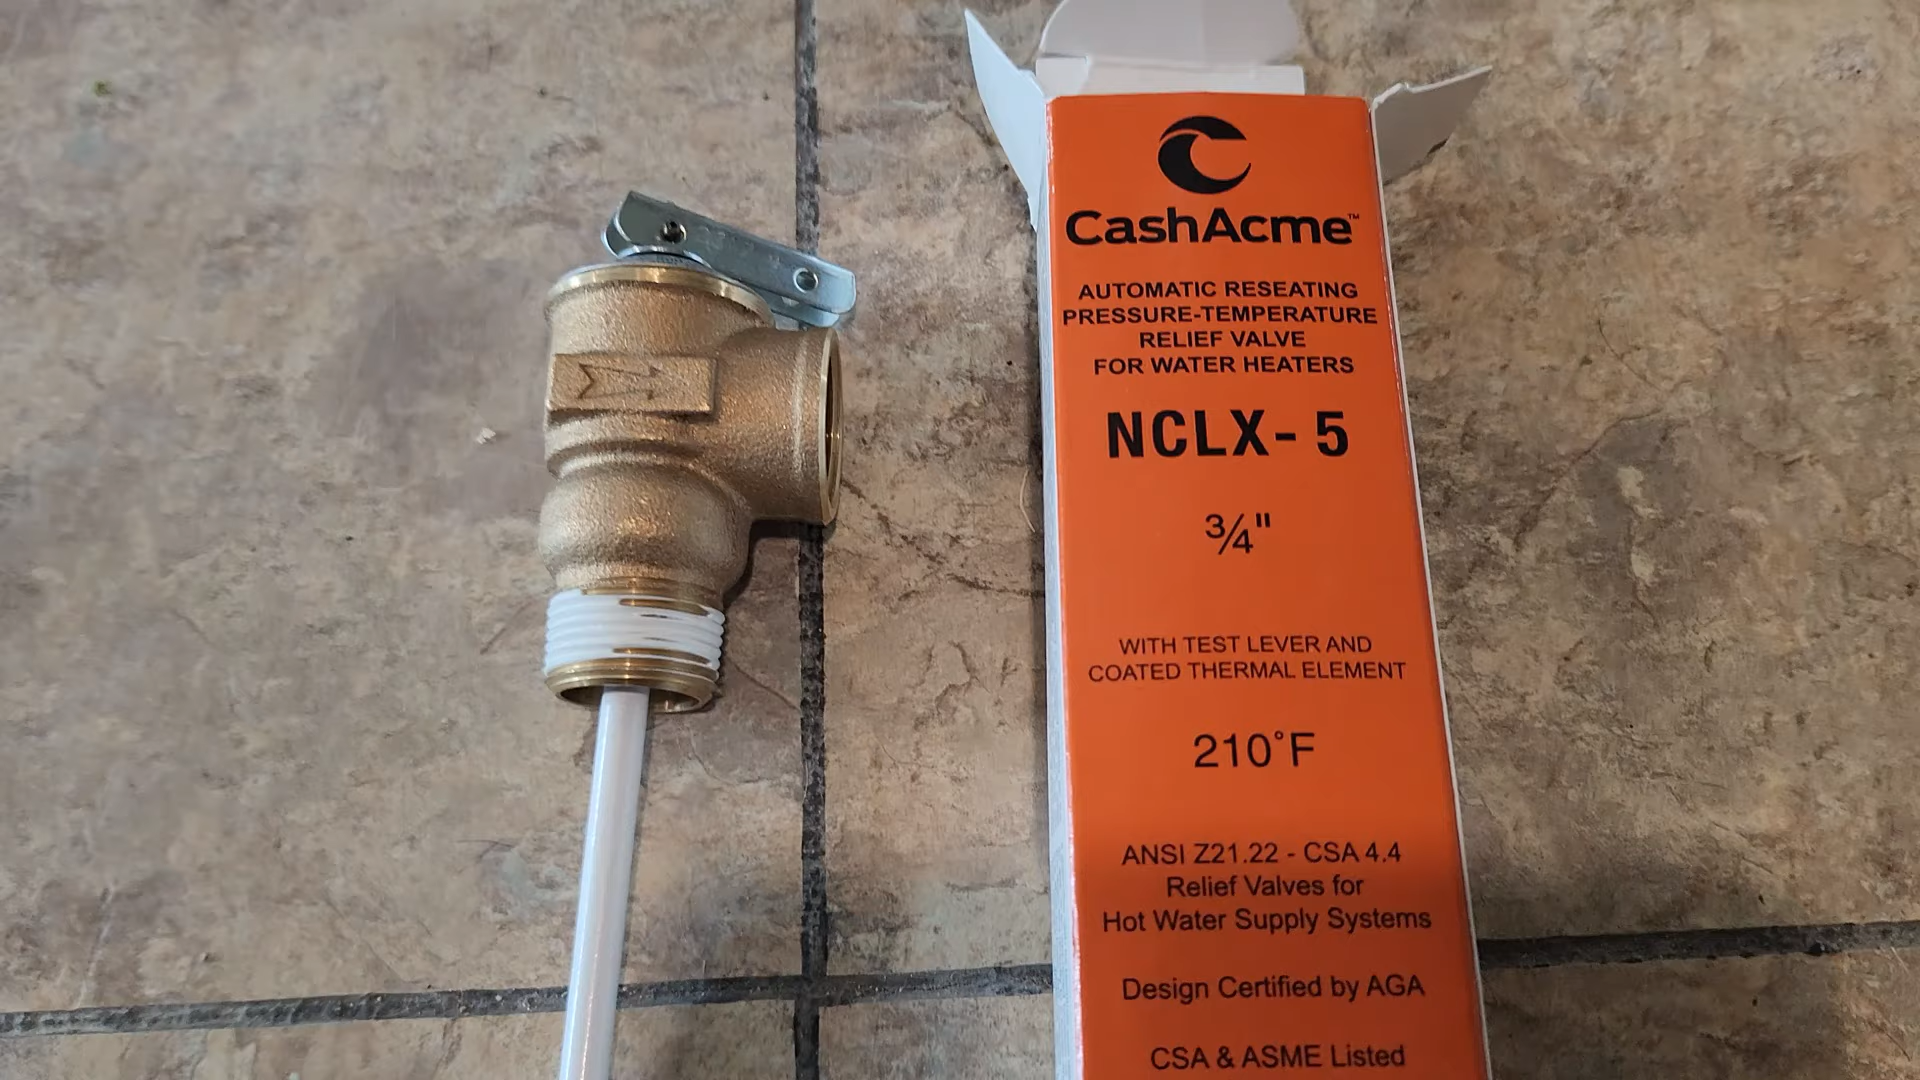 CashAcme™
AUTOMATIC RESEATING
PRESSURE-TEMPERATURE
RELIEF VALVE
FOR WATER HEATERS
NCLX- 5
3/4"
WITH TEST LEVER AND
COATED THERMAL ELEMENT
210°F
ANSI Z21.22 - CSA 4.4
Relief Valves for
Hot Water Supply Systems
Design Certified by AGA
CSA & ASME Listed